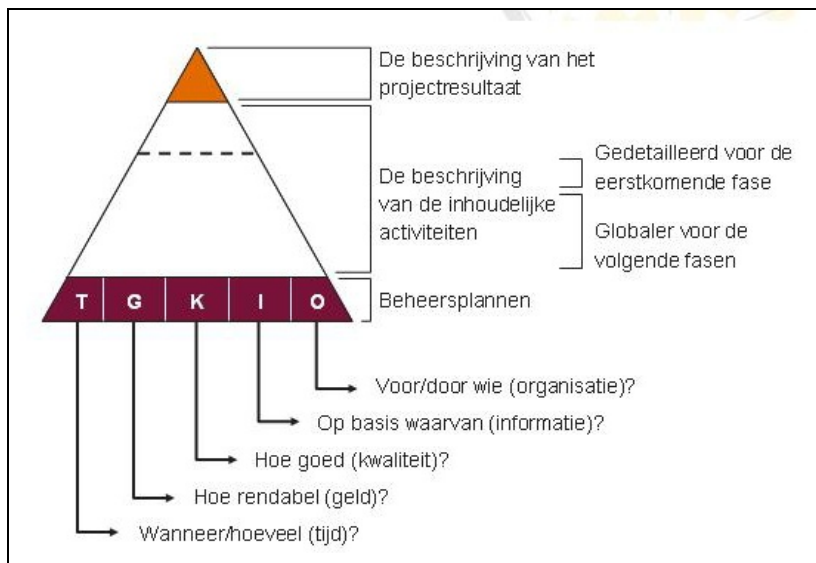 De beschrijving van het
projectresultaat
De beschrijving
van de inhoudelijke
activiteiten
Gedetailleerd voor de
eerstkomende fase
Globaler voor de
volgende fasen
T G K I O
Beheersplannen
Voor/door wie (organisatie)?
Op basis waarvan (informatie)?
Hoe goed (kwaliteit)?
Hoe rendabel (geld)?
Wanneer/hoeveel (tijd)?